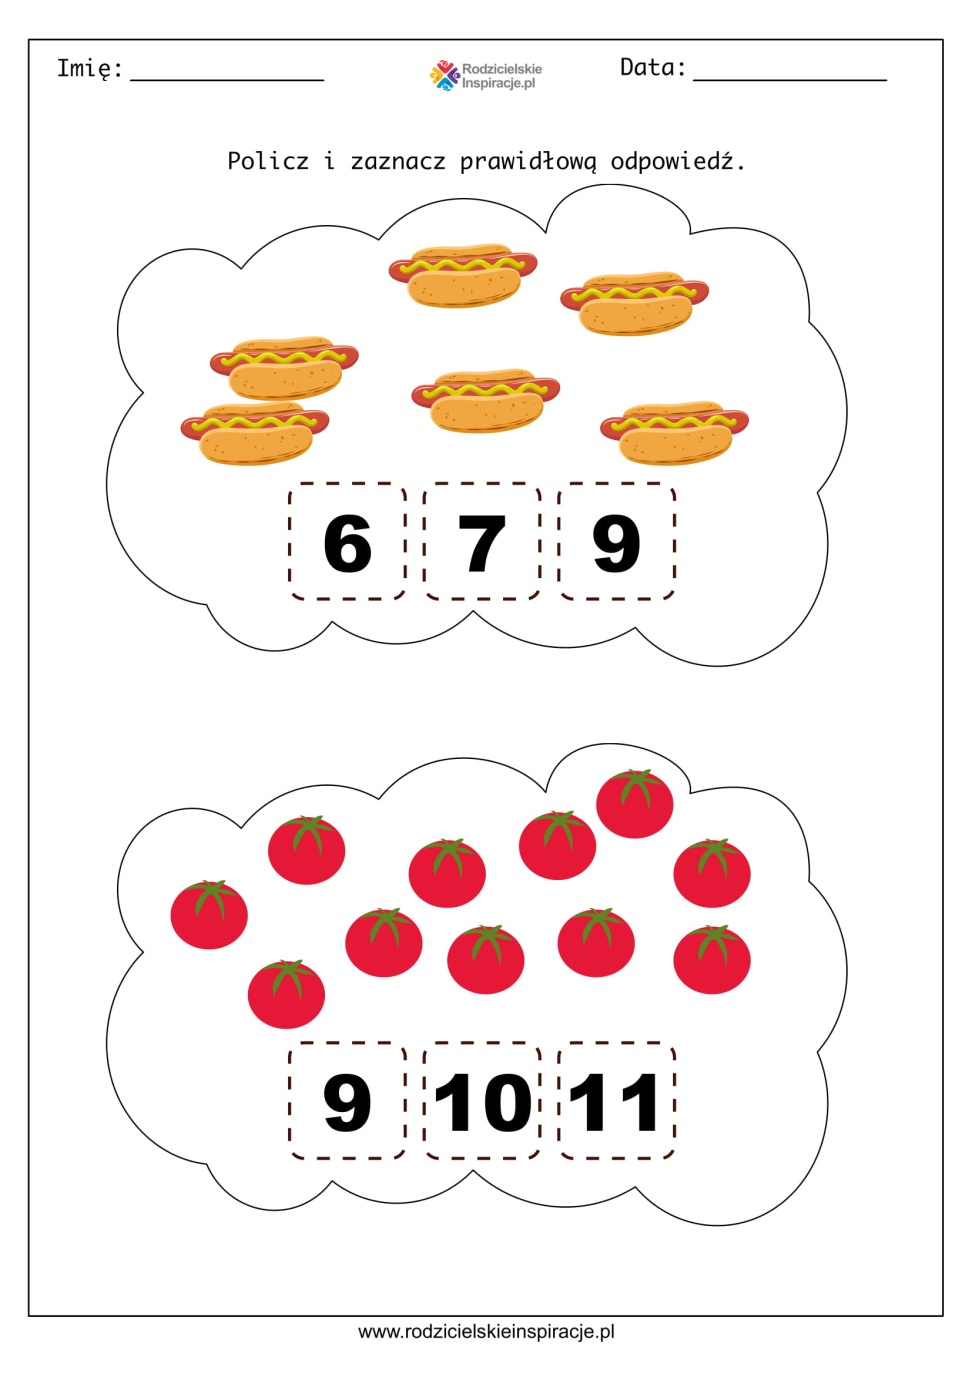 Imię: Data:
Rodzicielskie
Inspiracje.pl
Policz i zaznacz prawidłową odpowiedź.
6 7 9
9 10 11
www.rodzicielskieinspiracje.pl